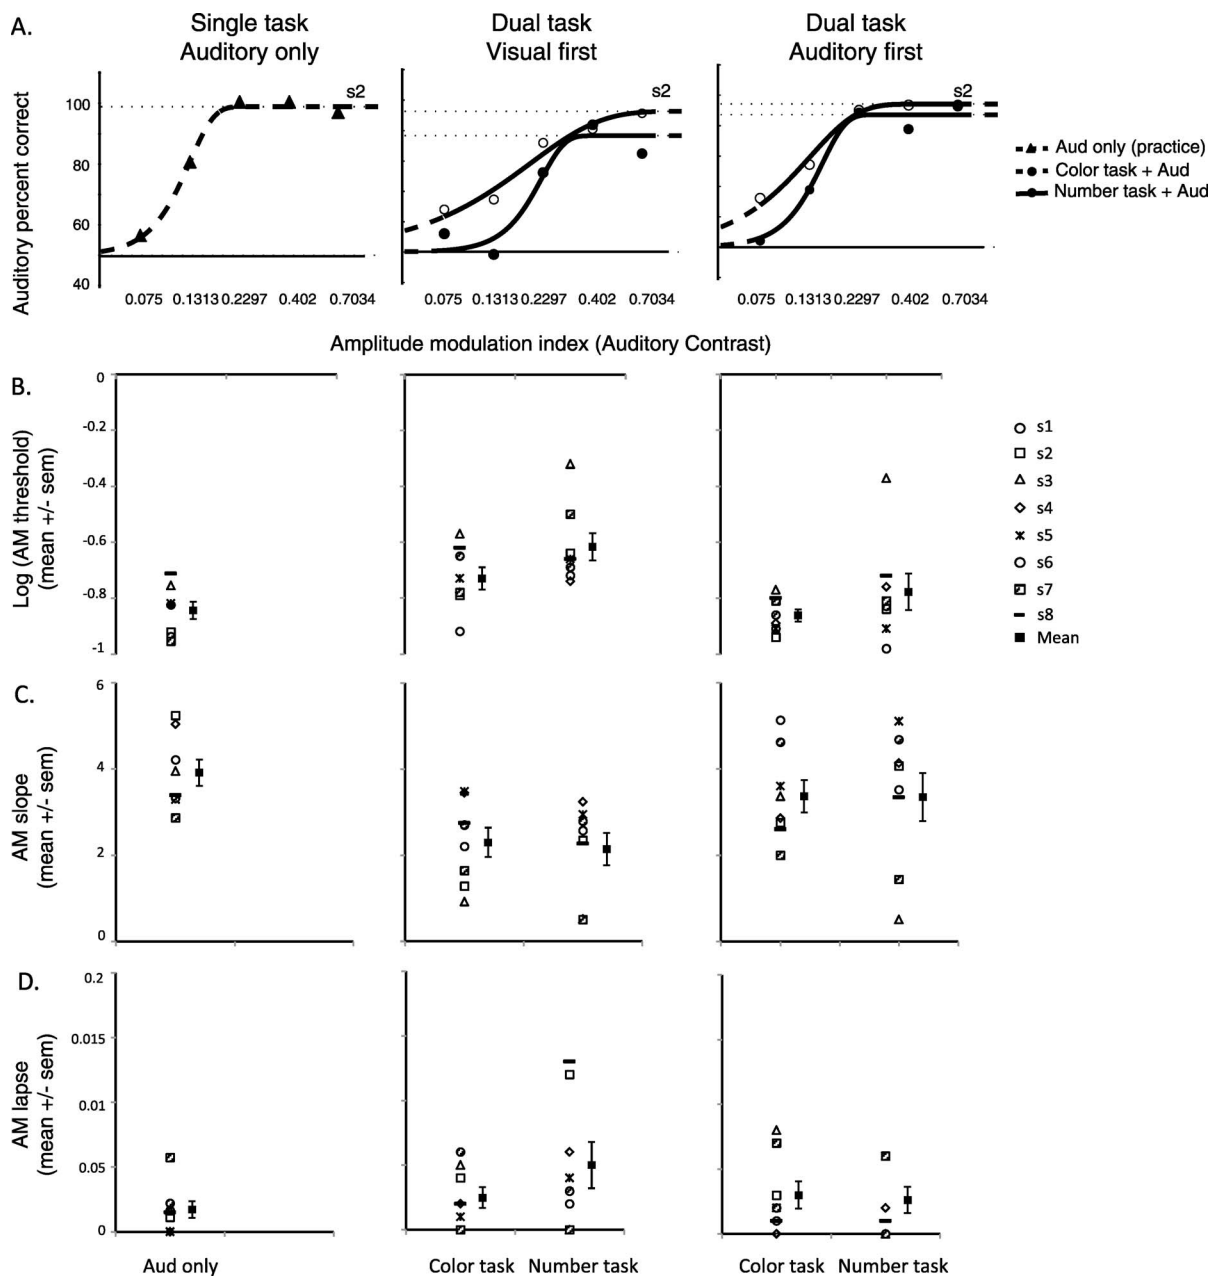 A.
Single task
Auditory only
Dual task
Visual first
Dual task
Auditory first
Auditory percent correct
100
80
60
40
s2
s2
s2
0.075 0.1313 0.2297 0.402 0.7034
0.075 0.1313 0.2297 0.402 0.7034
0.075 0.1313 0.2297 0.402 0.7034
Aud only (practice)
Color task + Aud
Number task + Aud
Amplitude modulation index (Auditory Contrast)
B.
Log (AM threshold)
(mean +/- sem)
0
-0.2
-0.4
-0.6
-0.8
-1
s1
s2
s3
s4
s5
s6
s7
s8
Mean
C.
AM slope
(mean +/- sem)
6
4
2
0
D.
AM lapse
(mean +/- sem)
0.2
0.015
0.01
0.05
0
Aud only
Color task Number task
Color task Number task